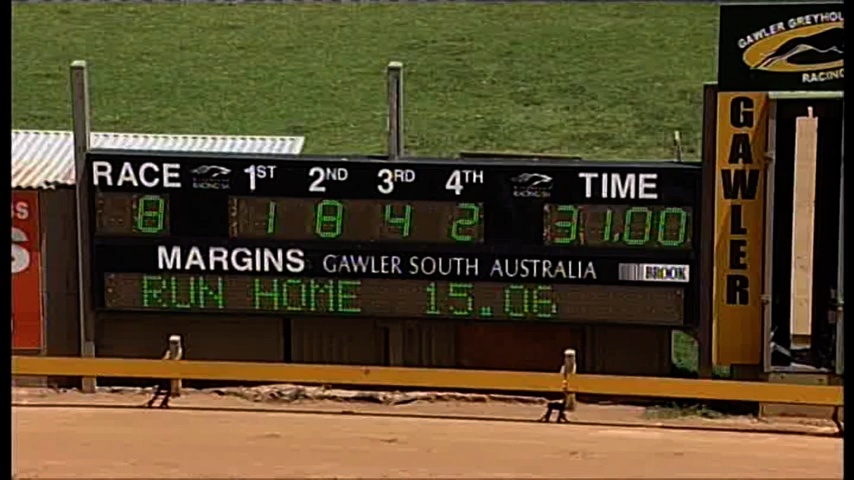 GAWLER GREYHOU
RACING
RACE 1ST 2ND 3RD 4TH TIME
8 1 8 4 2 31.00
MARGINS GAWLER SOUTH AUSTRALIA BROOK
RUN HOME 15.06
GAWLER
S
S